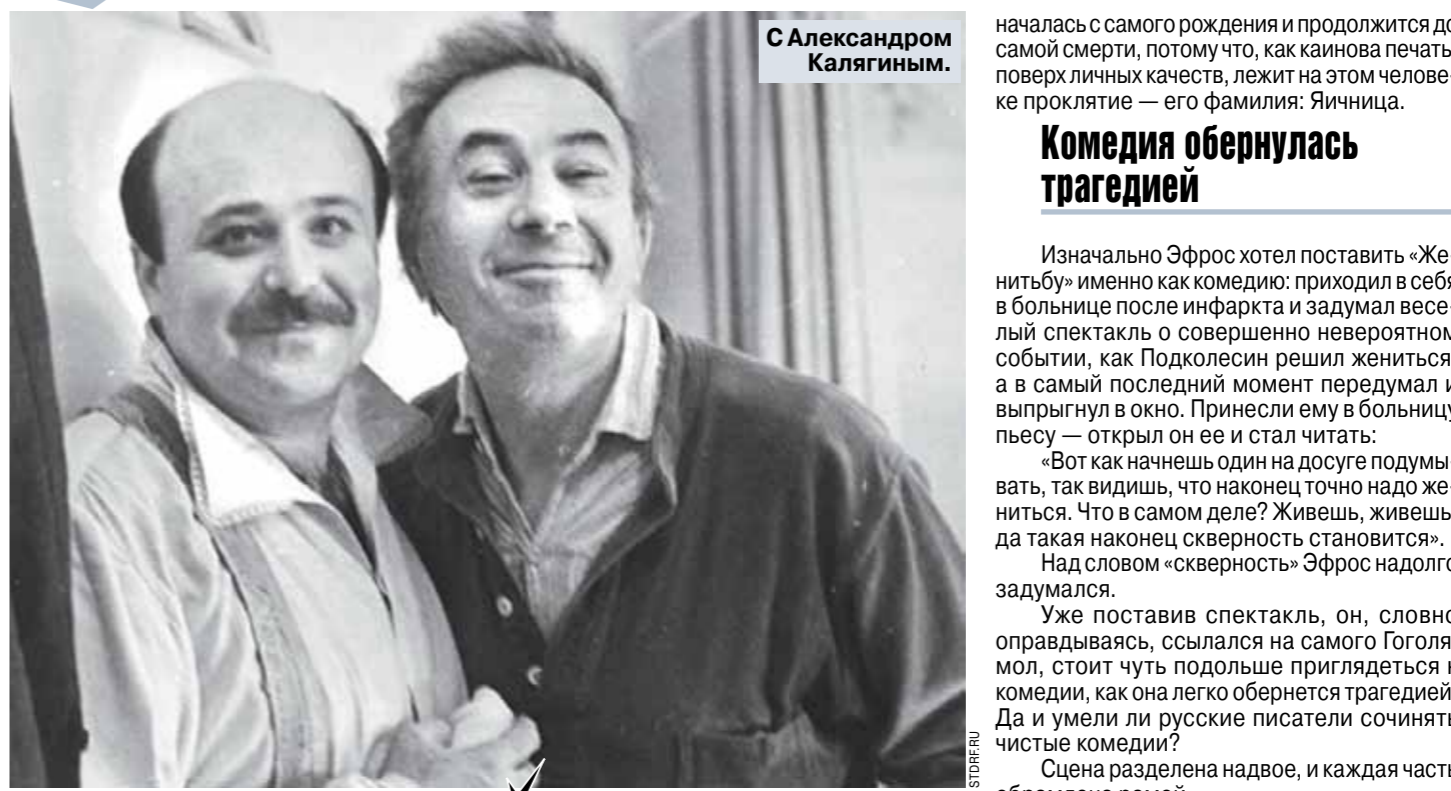 С Александром
Калягиным.
STDRF.RU
началась с самого рождения и продолжится до
самой смерти, потому что, как каинова печать
поверх личных качеств, лежит на этом челове-
ке проклятие — его фамилия: Яичница.
Комедия обернулась
трагедией
Изначально Эфрос хотел поставить «Же-
нитьбу» именно как комедию: приходил в себя
в больнице после инфаркта и задумал весе-
лый спектакль о совершенно невероятном
событии, как Подколесин решил жениться,
а в самый последний момент передумал и
выпрыгнул в окно. Принесли ему в больницу
пьесу — открыл он ее и стал читать:
«Вот как начнешь один на досуге подумы-
вать, так видишь, что наконец точно надо же-
ниться. Что в самом деле? Живешь, живешь,
да такая наконец скверность становится».
Над словом «скверность» Эфрос надолго
задумался.
Уже поставив спектакль, он, словно
оправдываясь, ссылался на самого Гоголя,
мол, стоит чуть подольше приглядеться к
комедии, как она легко обернется трагедией.
Да и умели ли русские писатели сочинять
чистые комедии?
Сцена разделена надвое, и каждая часть